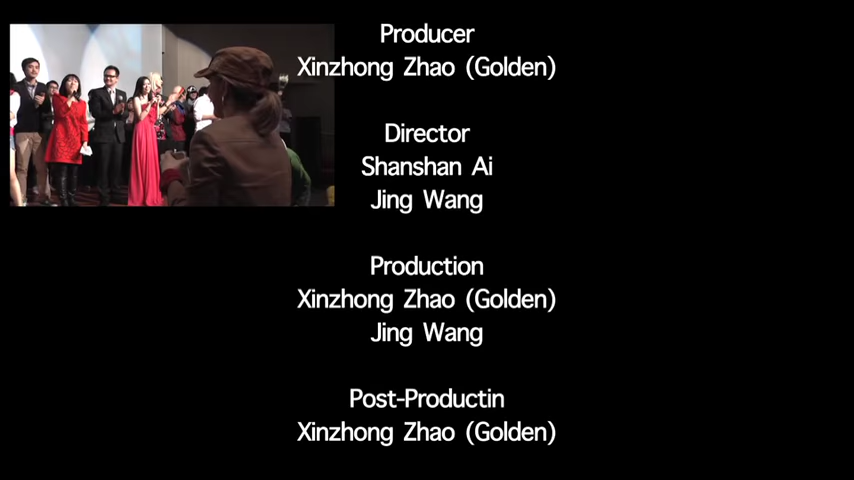 Producer
Xinzhong Zhao (Golden)
Director
Shanshan Ai
Jing Wang
Production
Xinzhong Zhao (Golden)
Jing Wang
Post-Productin
Xinzhong Zhao (Golden)